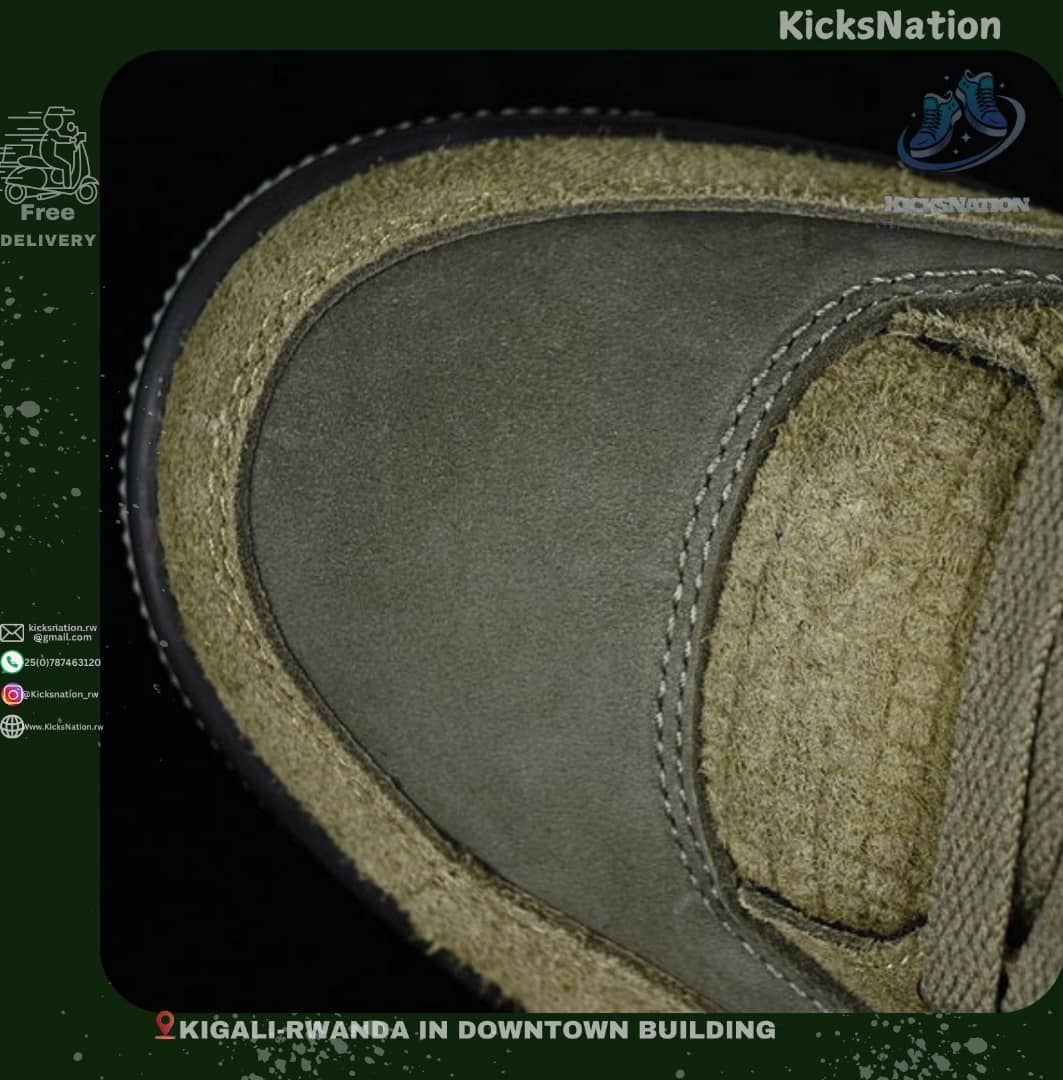 KicksNation
KICKSNATION
Free
DELIVERY
kicksnation.rw
@gmail.com
25(0)787463120
@Kicksnation_rw
Www.KicksNation.rw
KIGALI-RWANDA IN DOWNTOWN BUILDING